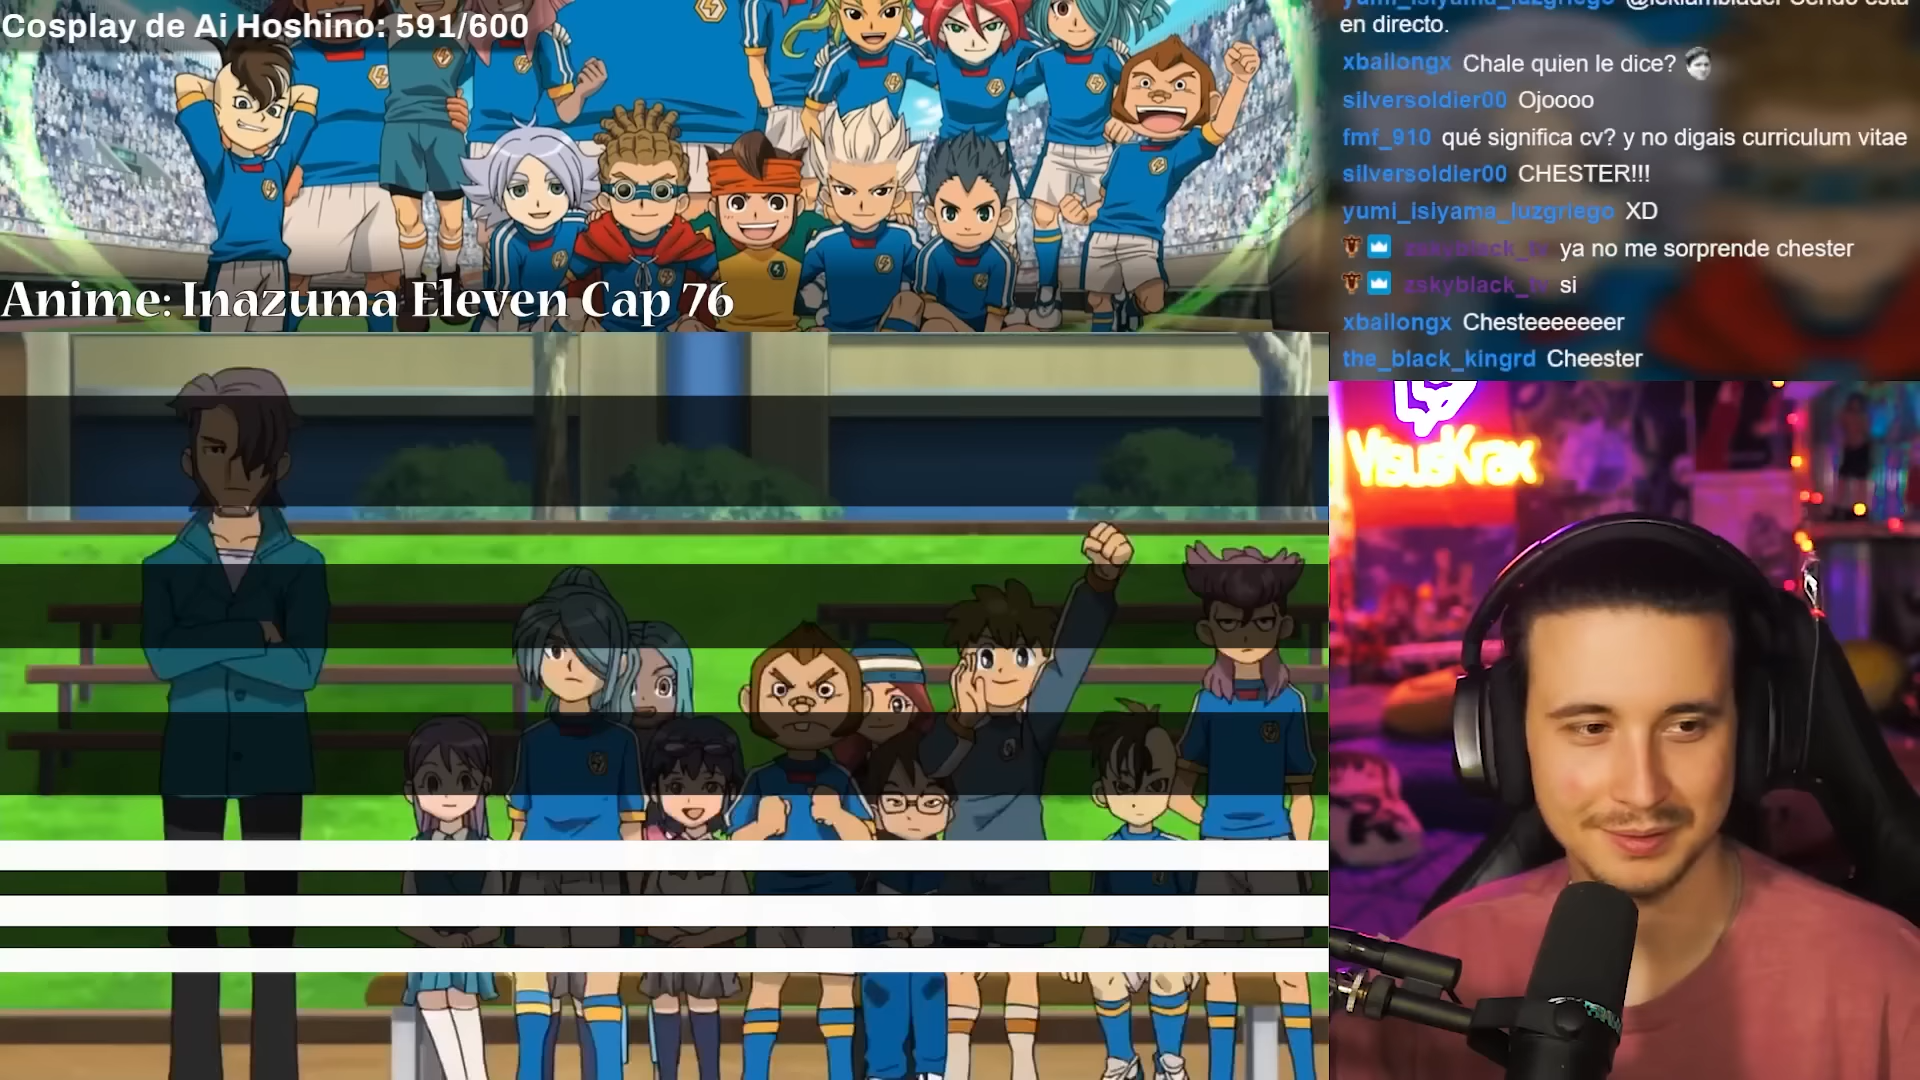 Cosplay de Ai Hoshino: 591/600
Anime: Inazuma Eleven Cap 76
en directo.
xbailongx Chale quien le dice?
silversoldier00 Ojoooo
fmf_910 qué significa cv? y no digais curriculum vitae
silversoldier00 CHESTER!!!
yumi_isiyama_luzgriego XD
zskyblack_tv ya no me sorprende chester
zskyblack_tv si
xbailongx Chesteeeeeeer
the_black_kingrd Cheester
VisusKrax